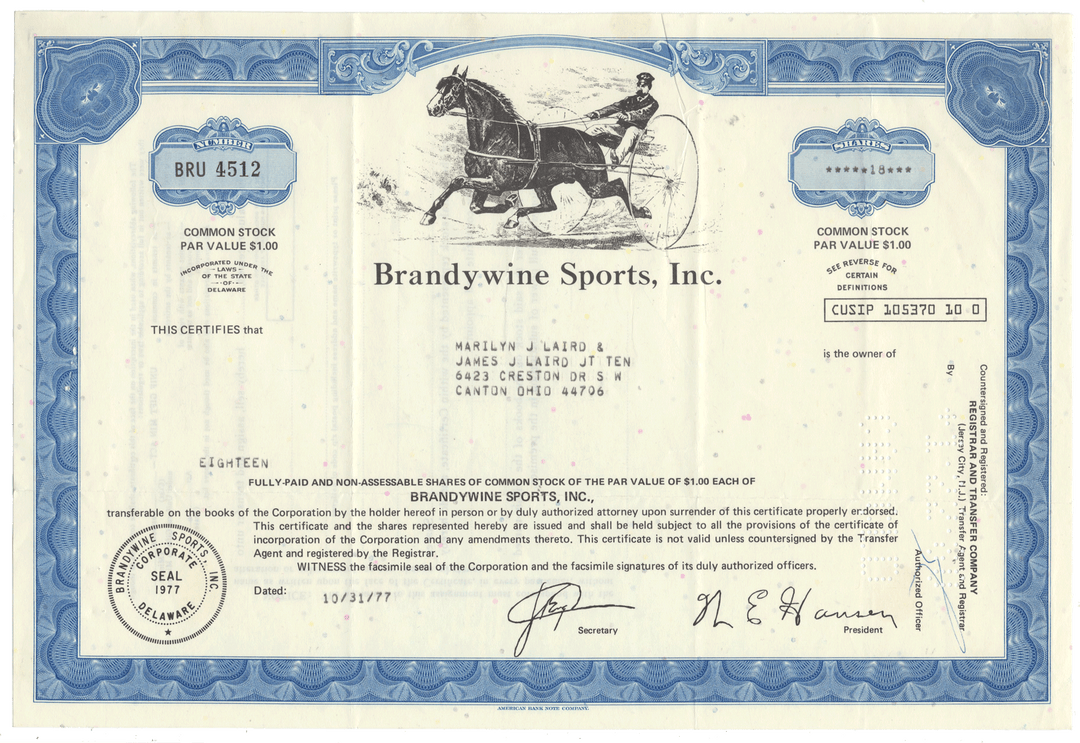 NUMBER
BRU 4512
SHARES
*****18***
COMMON STOCK
PAR VALUE $1.00
INCORPORATED UNDER THE
LAWS
OF THE STATE
OF
DELAWARE
COMMON STOCK
PAR VALUE $1.00
SEE REVERSE FOR
CERTAIN
DEFINITIONS
CUSIP 105370 10 0
Brandywine Sports, Inc.
THIS CERTIFIES that
MARILYN J LAIRD &
JAMES J LAIRD JT TEN
6423 CRESTON DR S W
CANTON OHIO 44706
is the owner of
EIGHTEEN
FULLY-PAID AND NON-ASSESSABLE SHARES OF COMMON STOCK OF THE PAR VALUE OF $1.00 EACH OF
BRANDYWINE SPORTS, INC.,
transferable on the books of the Corporation by the holder hereof in person or by duly authorized attorney upon surrender of this certificate properly endorsed.
This certificate and the shares represented hereby are issued and shall be held subject to all the provisions of the certificate of
incorporation of the Corporation and any amendments thereto. This certificate is not valid unless countersigned by the Transfer
Agent and registered by the Registrar.
WITNESS the facsimile seal of the Corporation and the facsimile signatures of its duly authorized officers.
Dated: 10/31/77
BRANDYWINE SPORTS, INC.
CORPORATE
SEAL
1977
DELAWARE
Secretary
N E Hansen
President
Countersigned and Registered:
REGISTRAR AND TRANSFER COMPANY
(Jersey City, N.J.) Transfer Agent and Registrar
By
Authorized Officer
AMERICAN BANK NOTE COMPANY.